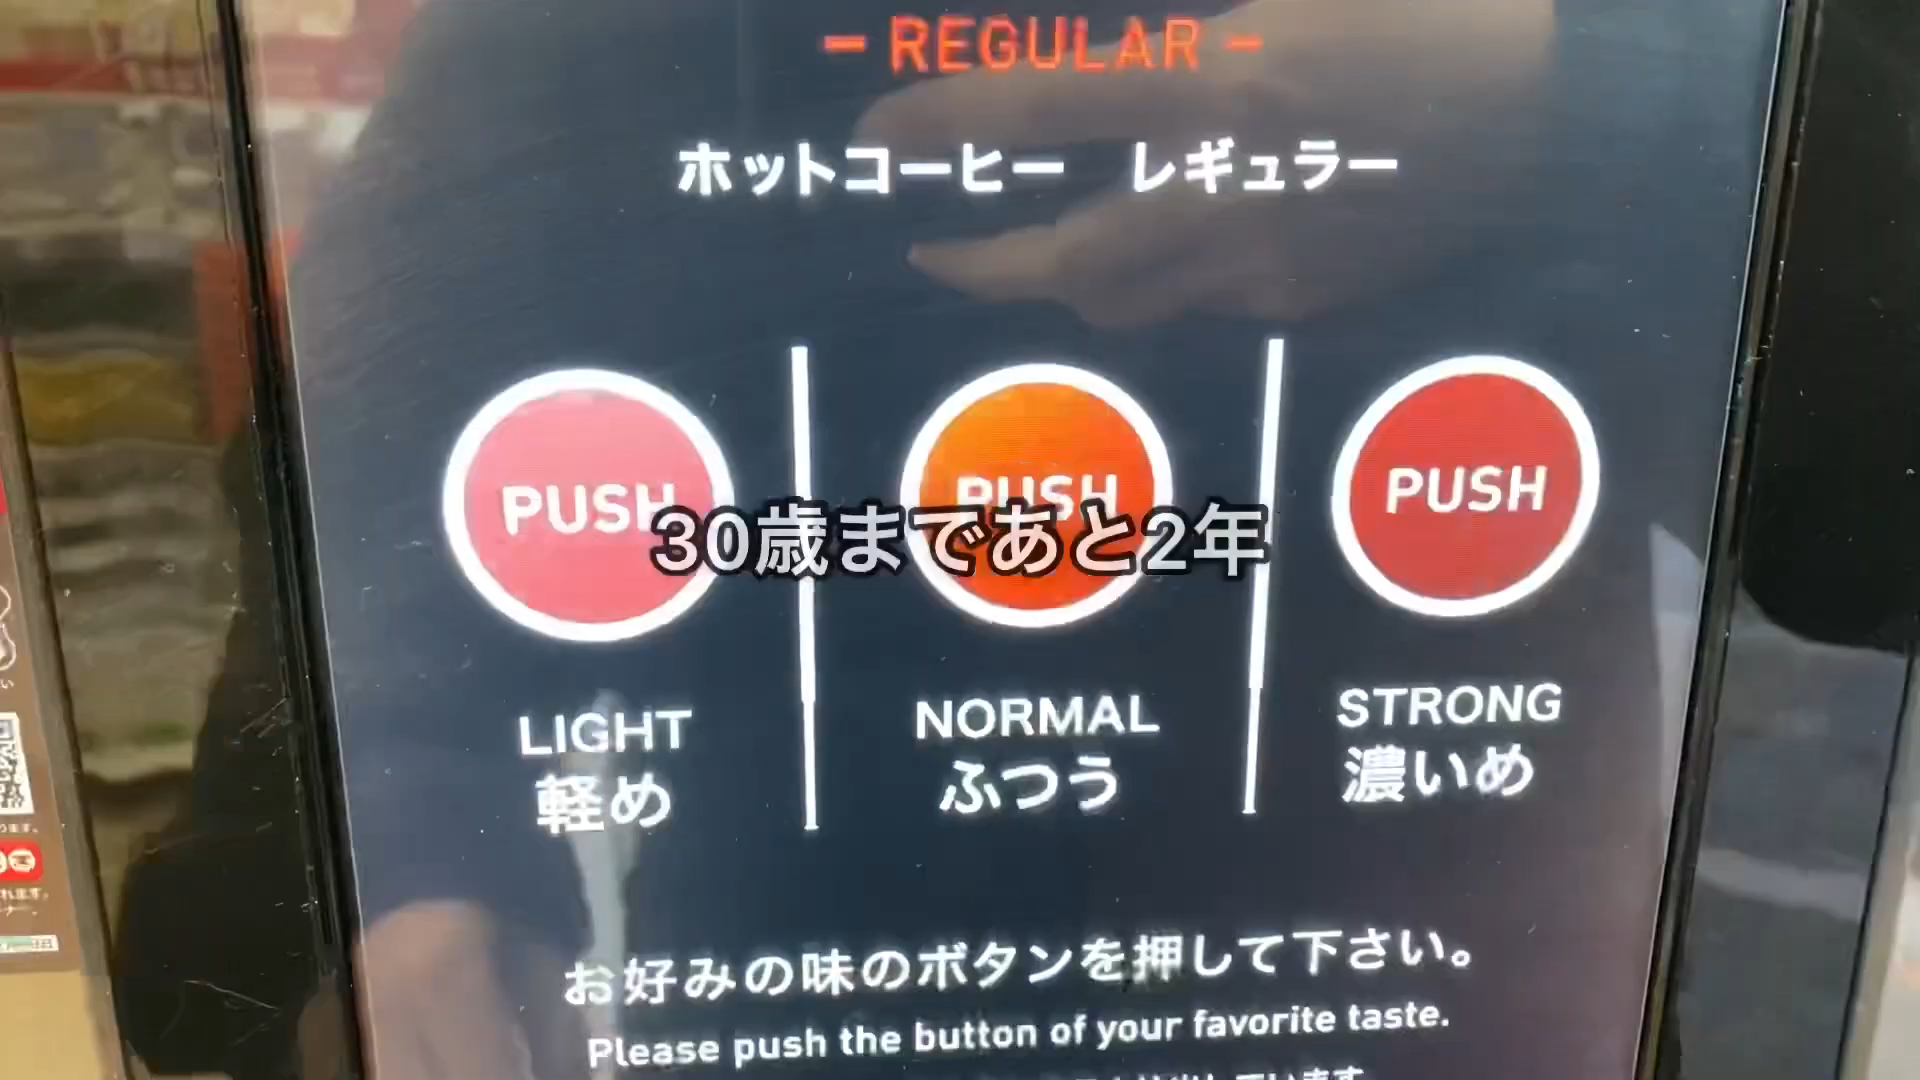 – REGULAR –
ホットコーヒー レギュラー
PUSH
PUSH
PUSH
30歳まであと2年
LIGHT
軽め
NORMAL
ふつう
STRONG
濃いめ
お好みの味のボタンを押して下さい。
Please push the button of your favorite taste.